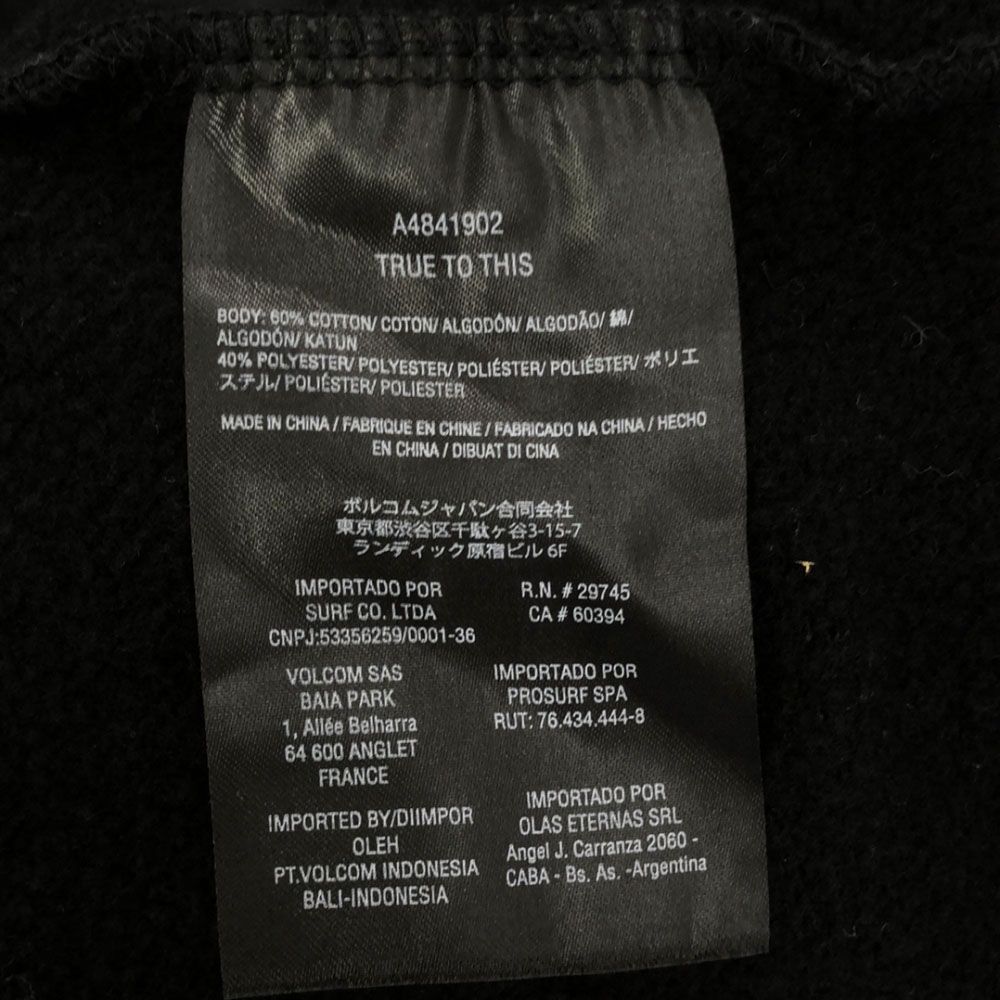 A4841902
TRUE TO THIS
BODY: 60% COTTON/ COTON/ ALGODÓN/ ALGODÃO/ 綿/
ALGODÓN/ KATUN
40% POLYESTER/ POLYESTER/ POLIÉSTER/ POLIÉSTER/ ポリエ
ステル/ POLIÉSTER/ POLIESTER
MADE IN CHINA / FABRIQUE EN CHINE / FABRICADO NA CHINA / HECHO
EN CHINA / DIBUAT DI CINA
ボルコムジャパン合同会社
東京都渋谷区千駄ヶ谷3-15-7
ランディック原宿ビル 6F
IMPORTADO POR
SURF CO. LTDA
CNPJ:53356259/0001-36
R.N. # 29745
CA # 60394
VOLCOM SAS
BAIA PARK
1, Allée Belharra
64 600 ANGLET
FRANCE
IMPORTADO POR
PROSURF SPA
RUT: 76.434.444-8
IMPORTED BY/DIIMPOR
OLEH
PT.VOLCOM INDONESIA
BALI-INDONESIA
IMPORTADO POR
OLAS ETERNAS SRL
Angel J. Carranza 2060 -
CABA - Bs. As. -Argentina